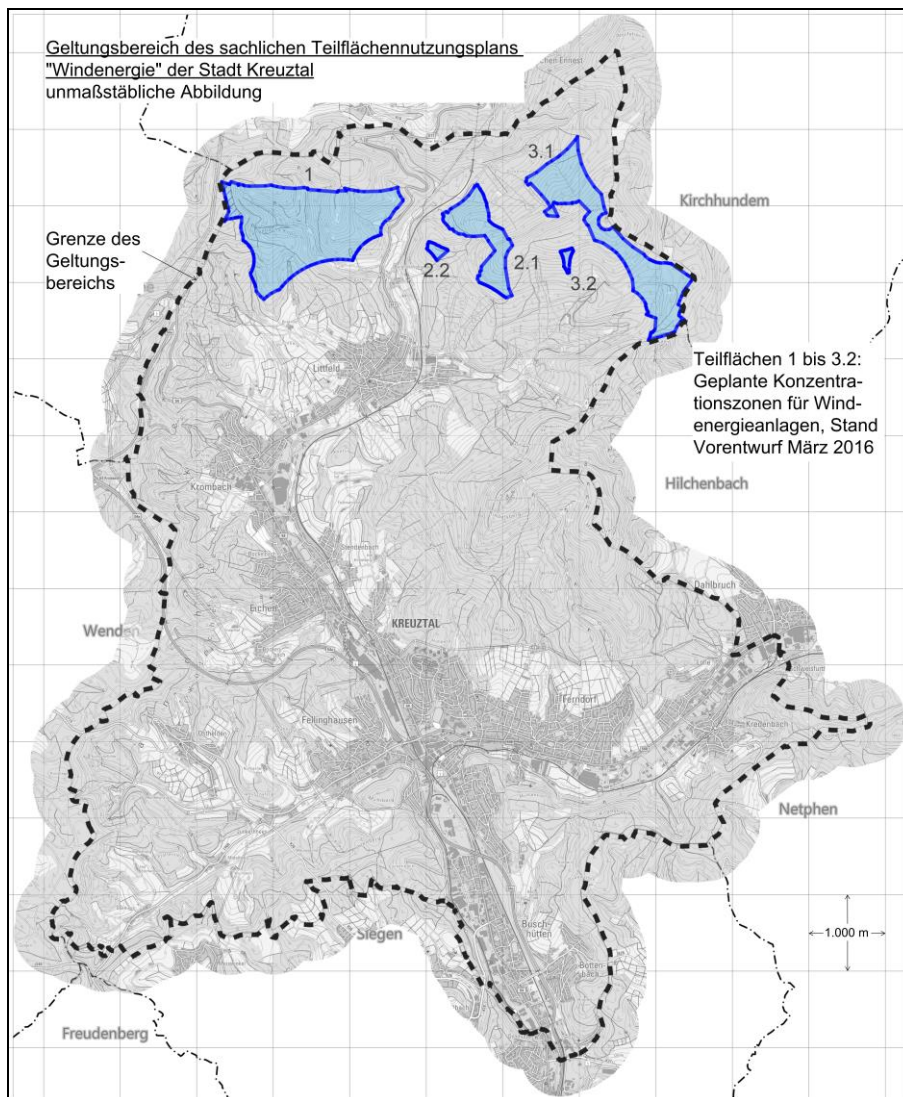 Geltungsbereich des sachlichen Teilflächennutzungsplans
"Windenergie" der Stadt Kreuztal
unmaßstäbliche Abbildung
1
3.1
Kirchhundem
Grenze des
Geltungs-
bereichs
2.2
2.1
3.2
Teilflächen 1 bis 3.2:
Geplante Konzentra-
tionszonen für Wind-
energieanlagen, Stand
Vorentwurf März 2016
Littfeld
Krombach
Hilchenbach
Dahlbruch
Eichen
KREUZTAL
Wenden
Ferndorf
Fellinghausen
Kredenbach
Netphen
Siegen
Busch-
hütten
1.000 m
Freudenberg